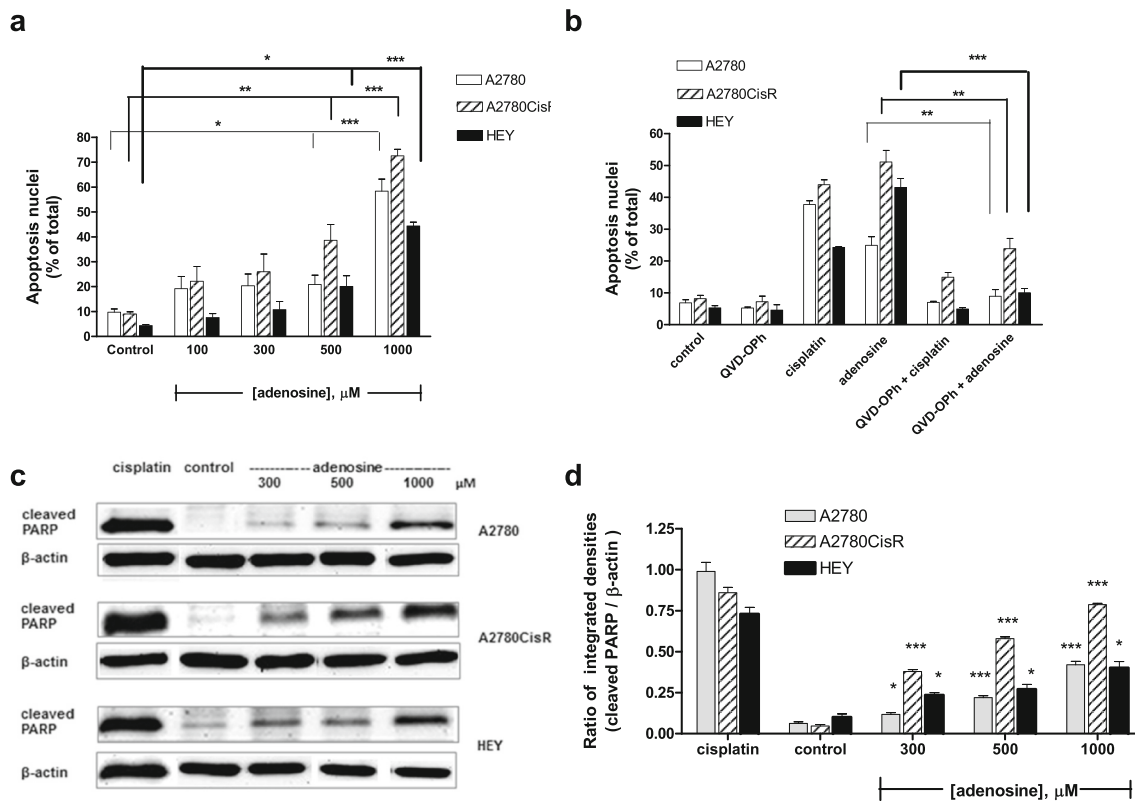 a
*
***
**
***
*
***
A2780
A2780CisR
HEY
Apoptosis nuclei
(% of total)
80
70
60
50
40
30
20
10
0
Control
100
300
500
1000
[adenosine], μM
b
***
**
**
A2780
A2780CisR
HEY
Apoptosis nuclei
(% of total)
60
50
40
30
20
10
0
control
QVD-OPh
cisplatin
adenosine
QVD-OPh + cisplatin
QVD-OPh + adenosine
c
cisplatin control adenosine
300 500 1000 μM
cleaved
PARP
A2780
β-actin
cleaved
PARP
A2780CisR
β-actin
cleaved
PARP
HEY
β-actin
d
A2780
A2780CisR
HEY
Ratio of integrated densities
(cleaved PARP / β-actin)
1.25
1.00
0.75
0.50
0.25
0.00
* *** *
*** *** *
*** *** *
cisplatin
control
300
500
1000
[adenosine], μM